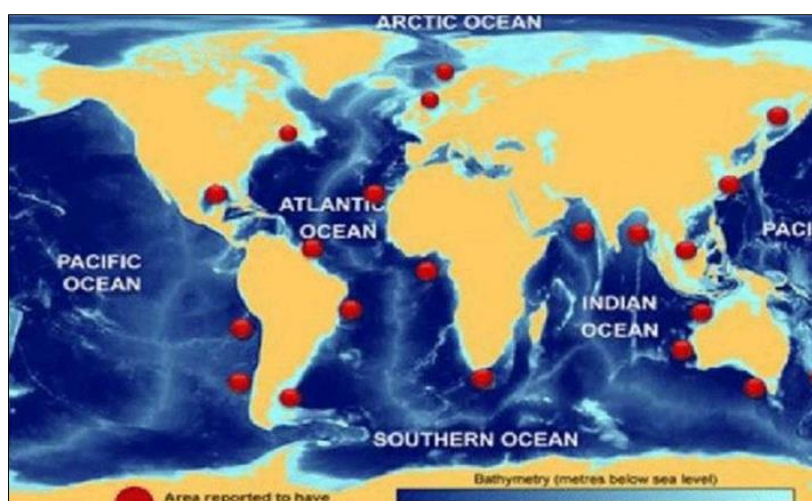 ARCTIC OCEAN
ATLANTIC
OCEAN
PACIFIC
OCEAN
PACI
INDIAN
OCEAN
SOUTHERN OCEAN
Bathymetry (metres below sea level)
Area reported to have